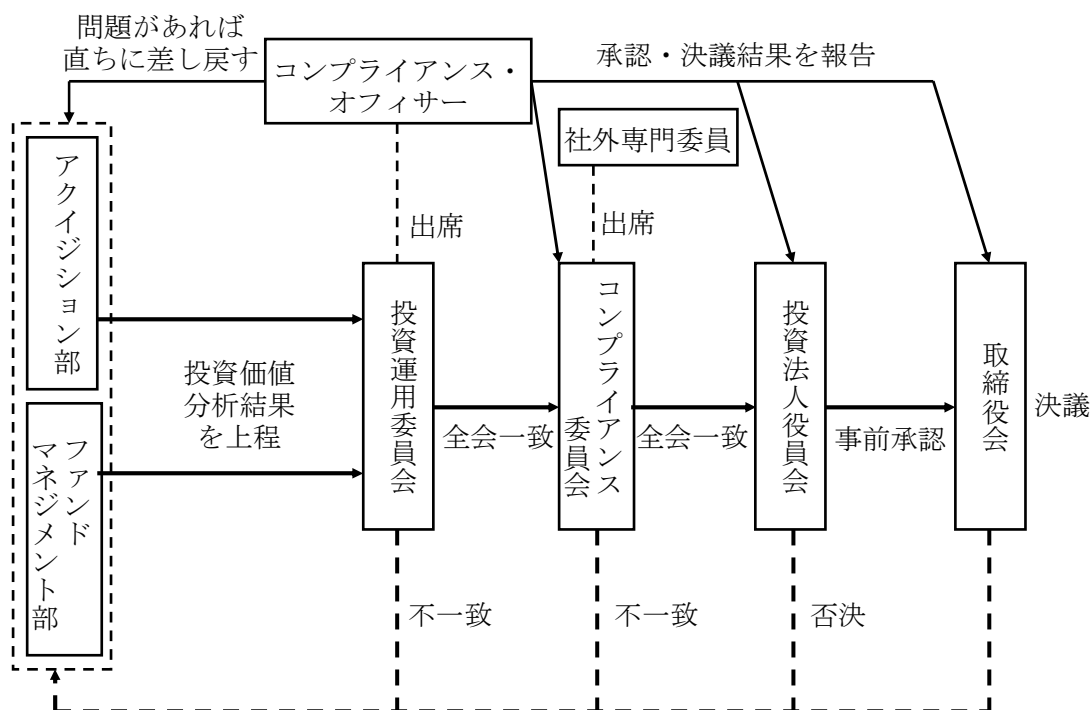 問題があれば
直ちに差し戻す
コンプライアンス・
オフィサー
承認・決議結果を報告
社外専門委員
出席
出席
アクイジション部
投資価値
分析結果
を上程
ファンド
マネジメント部
投資運用委員会
全会一致
コンプライアンス
委員会
全会一致
投資法人役員会
事前承認
取締役会
決議
不一致
不一致
否決